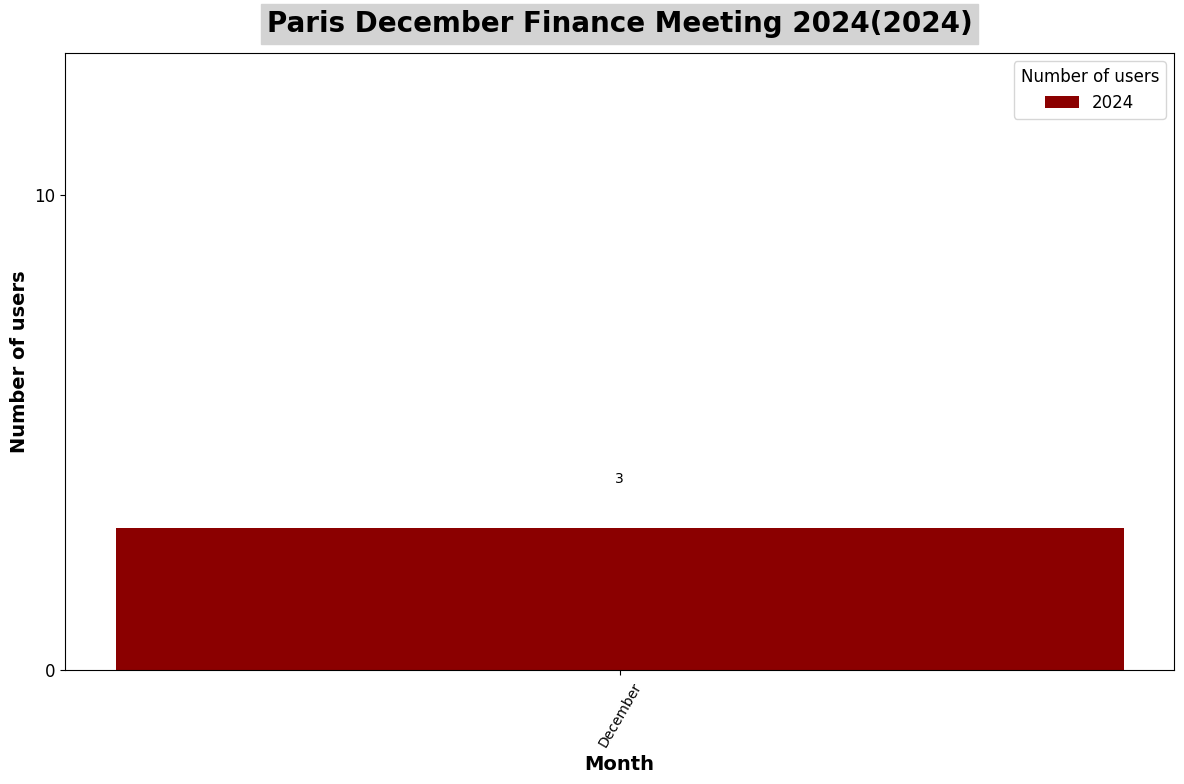 Paris December Finance Meeting 2024(2024)
Number of users
2024
10
Number of users
3
0
December
Month